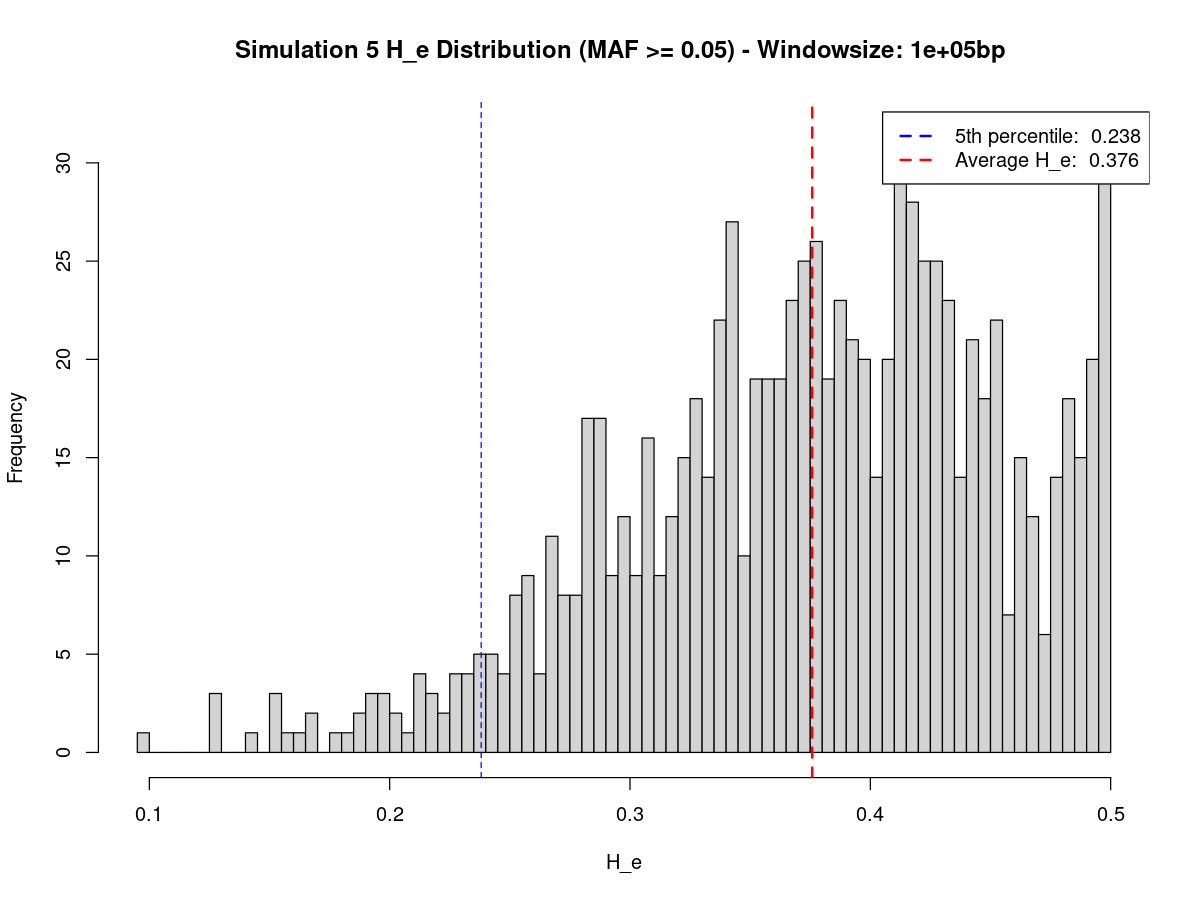 Simulation 5 H_e Distribution (MAF >= 0.05) - Windowsize: 1e+05bp
5th percentile: 0.238
Average H_e: 0.376
Frequency
30
25
20
15
10
5
0
0.1 0.2 0.3 0.4 0.5
H_e